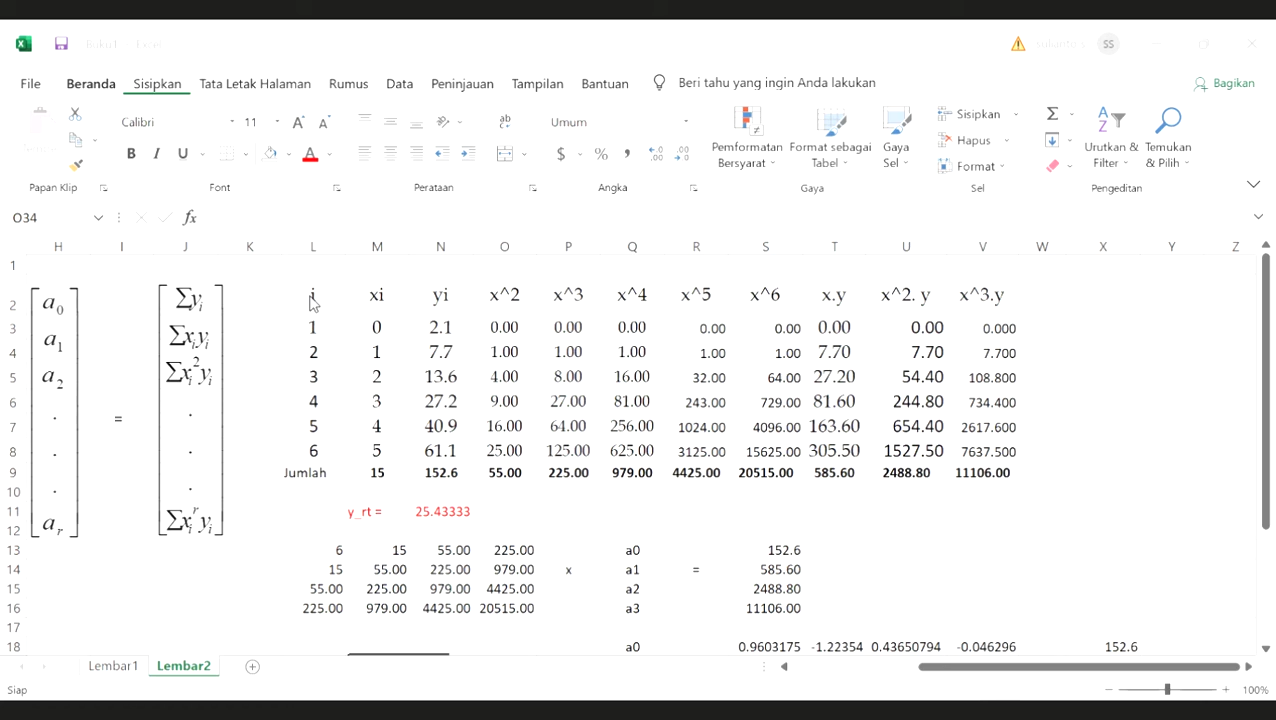 Buku1 - Excel
Sukanto S SS
File Beranda Sisipkan Tata Letak Halaman Rumus Data Peninjauan Tampilan Bantuan Beri tahu yang ingin Anda lakukan Bagikan
Calibri 11 Umum Sisipkan
B I U A $ % Hapus
Pemformatan Bersyarat Format sebagai Tabel Gaya Sel Format Urutkan & Filter Temukan & Pilih
Papan Klip Font Perataan Angka Gaya Sel Pengeditan
O34 fx
H I J K L M N O P Q R S T U V W X Y Z
1
2 a0 ∑yi i xi yi x^2 x^3 x^4 x^5 x^6 x.y x^2. y x^3.y
3 a1 ∑xiyi 1 0 2.1 0.00 0.00 0.00 0.00 0.00 0.00 0.00 0.000
4 2 1 7.7 1.00 1.00 1.00 1.00 1.00 7.70 7.70 7.700
5 a2 ∑xi^2yi 3 2 13.6 4.00 8.00 16.00 32.00 64.00 27.20 54.40 108.800
6 . . 4 3 27.2 9.00 27.00 81.00 243.00 729.00 81.60 244.80 734.400
7 = 5 4 40.9 16.00 64.00 256.00 1024.00 4096.00 163.60 654.40 2617.600
8 . . 6 5 61.1 25.00 125.00 625.00 3125.00 15625.00 305.50 1527.50 7637.500
9 Jumlah 15 152.6 55.00 225.00 979.00 4425.00 20515.00 585.60 2488.80 11106.00
10 . .
11 y_rt = 25.43333
12 ar ∑xi^ryi
13 6 15 55.00 225.00 a0 152.6
14 15 55.00 225.00 979.00 x a1 = 585.60
15 55.00 225.00 979.00 4425.00 a2 2488.80
16 225.00 979.00 4425.00 20515.00 a3 11106.00
17
18 a0 0.9603175 -1.22354 0.43650794 -0.046296 152.6
Lembar1 Lembar2
Siap 100%